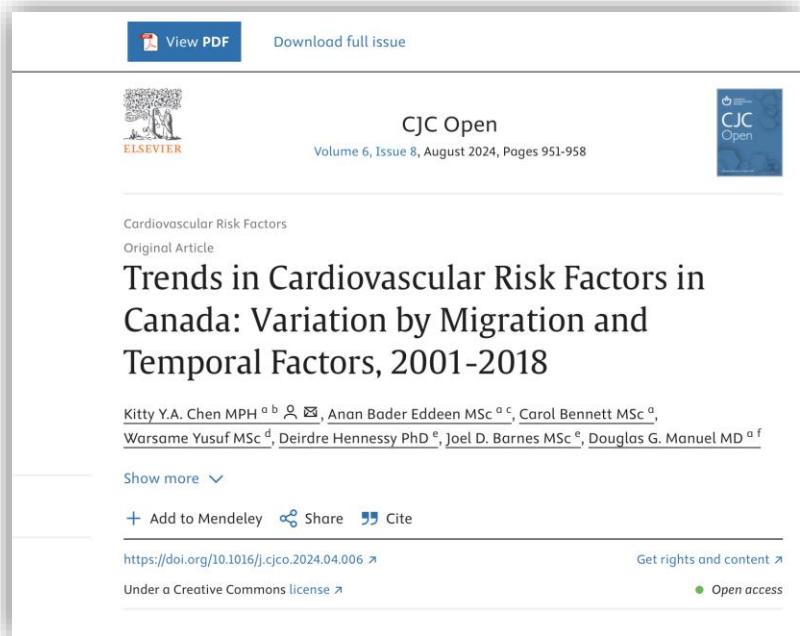 View PDF Download full issue
ELSEVIER
CJC Open
Volume 6, Issue 8, August 2024, Pages 951-958
CJC
Open
Cardiovascular Risk Factors
Original Article
Trends in Cardiovascular Risk Factors in
Canada: Variation by Migration and
Temporal Factors, 2001-2018
Kitty Y.A. Chen MPH a b, Anan Bader Eddeen MSc a c, Carol Bennett MSc a,
Warsame Yusuf MSc d, Deirdre Hennessy PhD e, Joel D. Barnes MSc e, Douglas G. Manuel MD a f
Show more
Add to Mendeley Share Cite
https://doi.org/10.1016/j.cjco.2024.04.006 Get rights and content
Under a Creative Commons license Open access